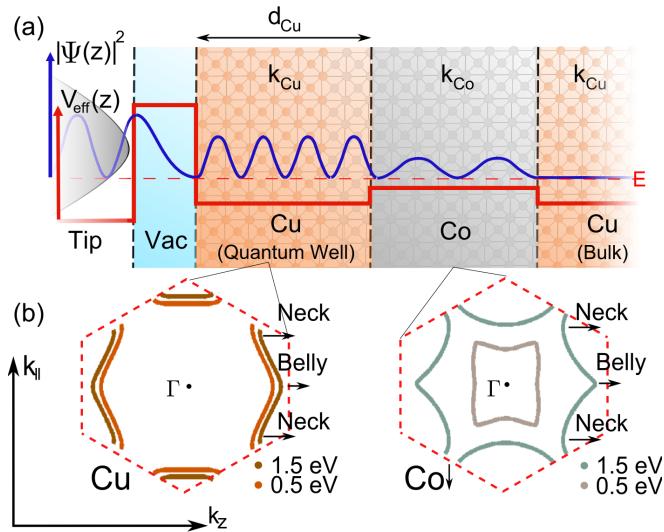 (a)
d_Cu
|Ψ(z)|²
V_eff(z)
k_Cu
k_Co
k_Cu
E
Tip
Vac
Cu
(Quantum Well)
Co
Cu
(Bulk)
(b)
k_||
Neck
Belly
Neck
Γ
Cu
1.5 eV
0.5 eV
k_z
Neck
Belly
Neck
Γ
Co
1.5 eV
0.5 eV